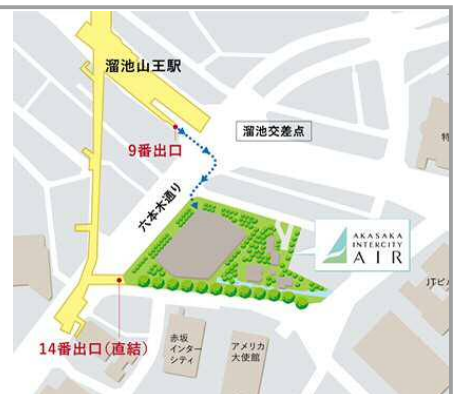 溜池山王駅
溜池交差点
特
9番出口
六本木通り
AKASAKA
INTERCITY
AIR
JTビ
14番出口(直結)
赤坂
インター
シティ
アメリカ
大使館